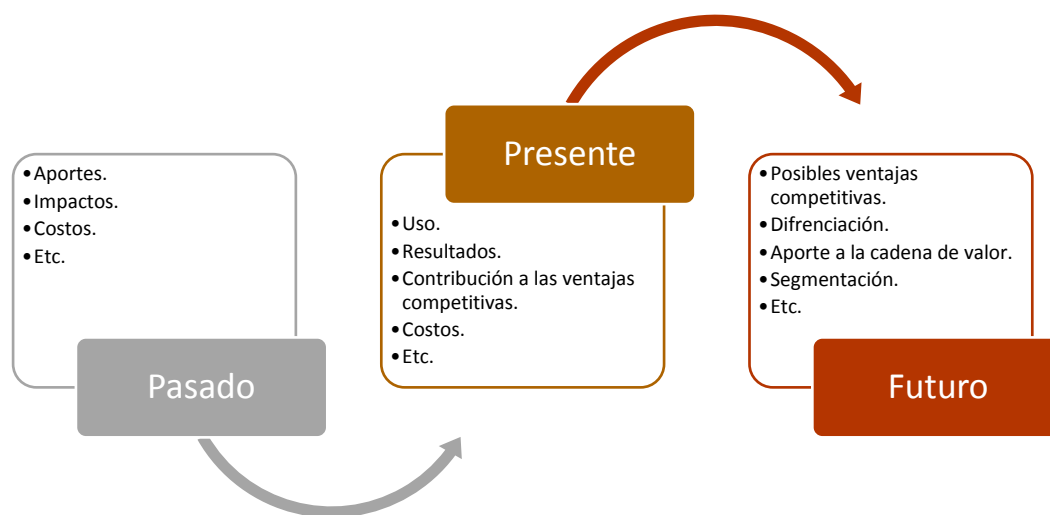 •Aportes.
•Impactos.
•Costos.
•Etc.
Pasado
Presente
•Uso.
•Resultados.
•Contribución a las ventajas
competitivas.
•Costos.
•Etc.
•Posibles ventajas
competitivas.
•Difrenciación.
•Aporte a la cadena de valor.
•Segmentación.
•Etc.
Futuro